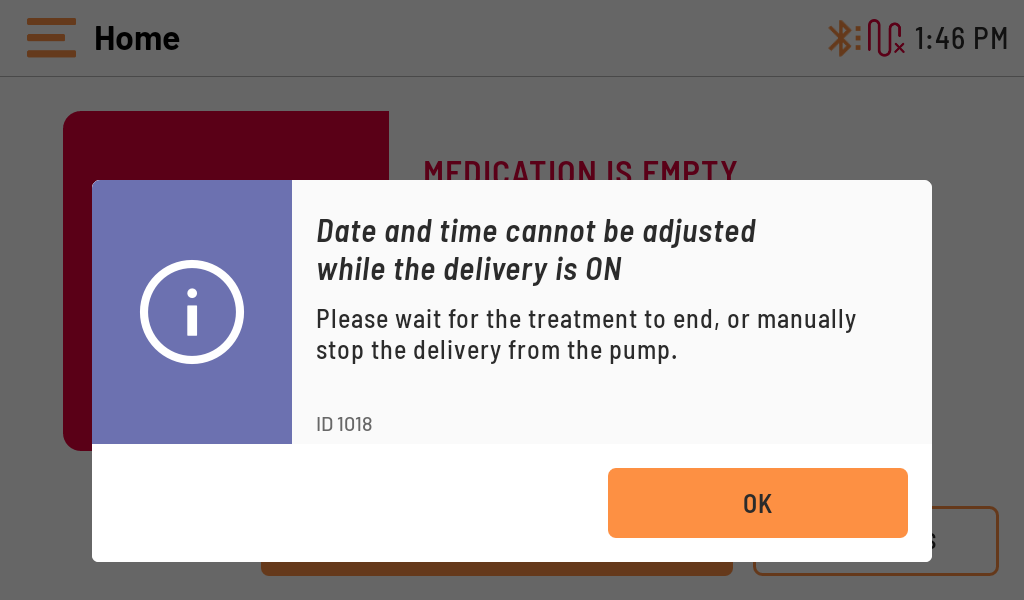 Home
1:46 PM
MEDICATION IS EMPTY
Date and time cannot be adjusted
while the delivery is ON
Please wait for the treatment to end, or manually
stop the delivery from the pump.
ID 1018
OK